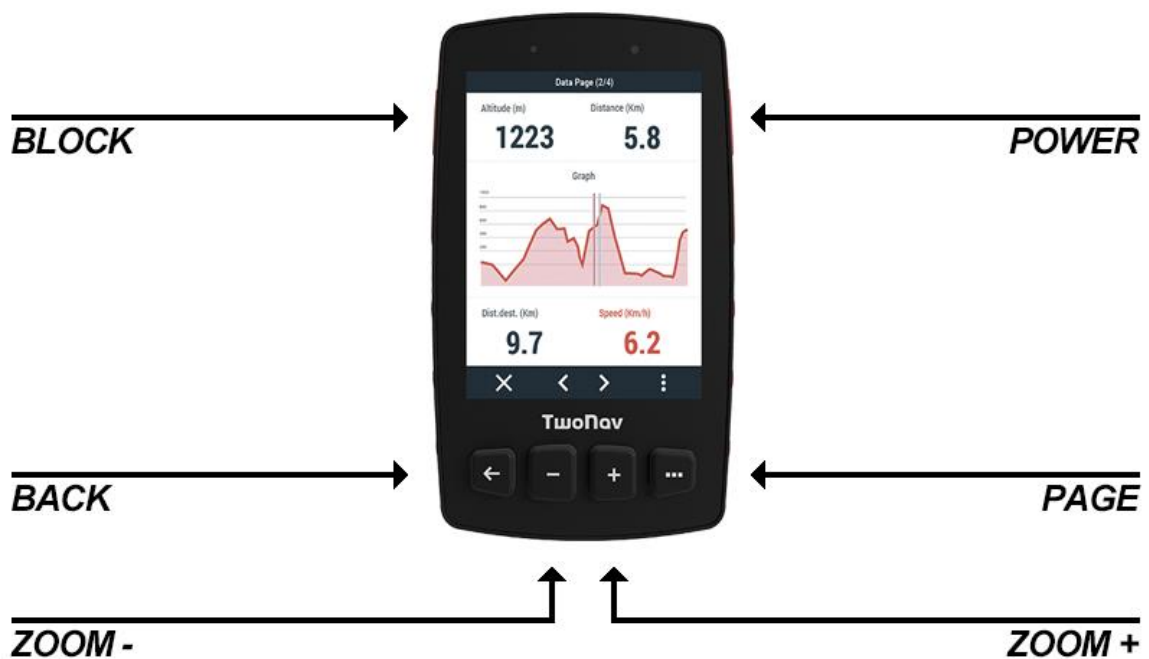 Data Page (2/4)
Altitude (m) Distance (Km)
1223 5.8
BLOCK POWER
Graph
Dist.dest. (Km) Speed (Km/h)
9.7 6.2
TwoNav
BACK PAGE
ZOOM - ZOOM +